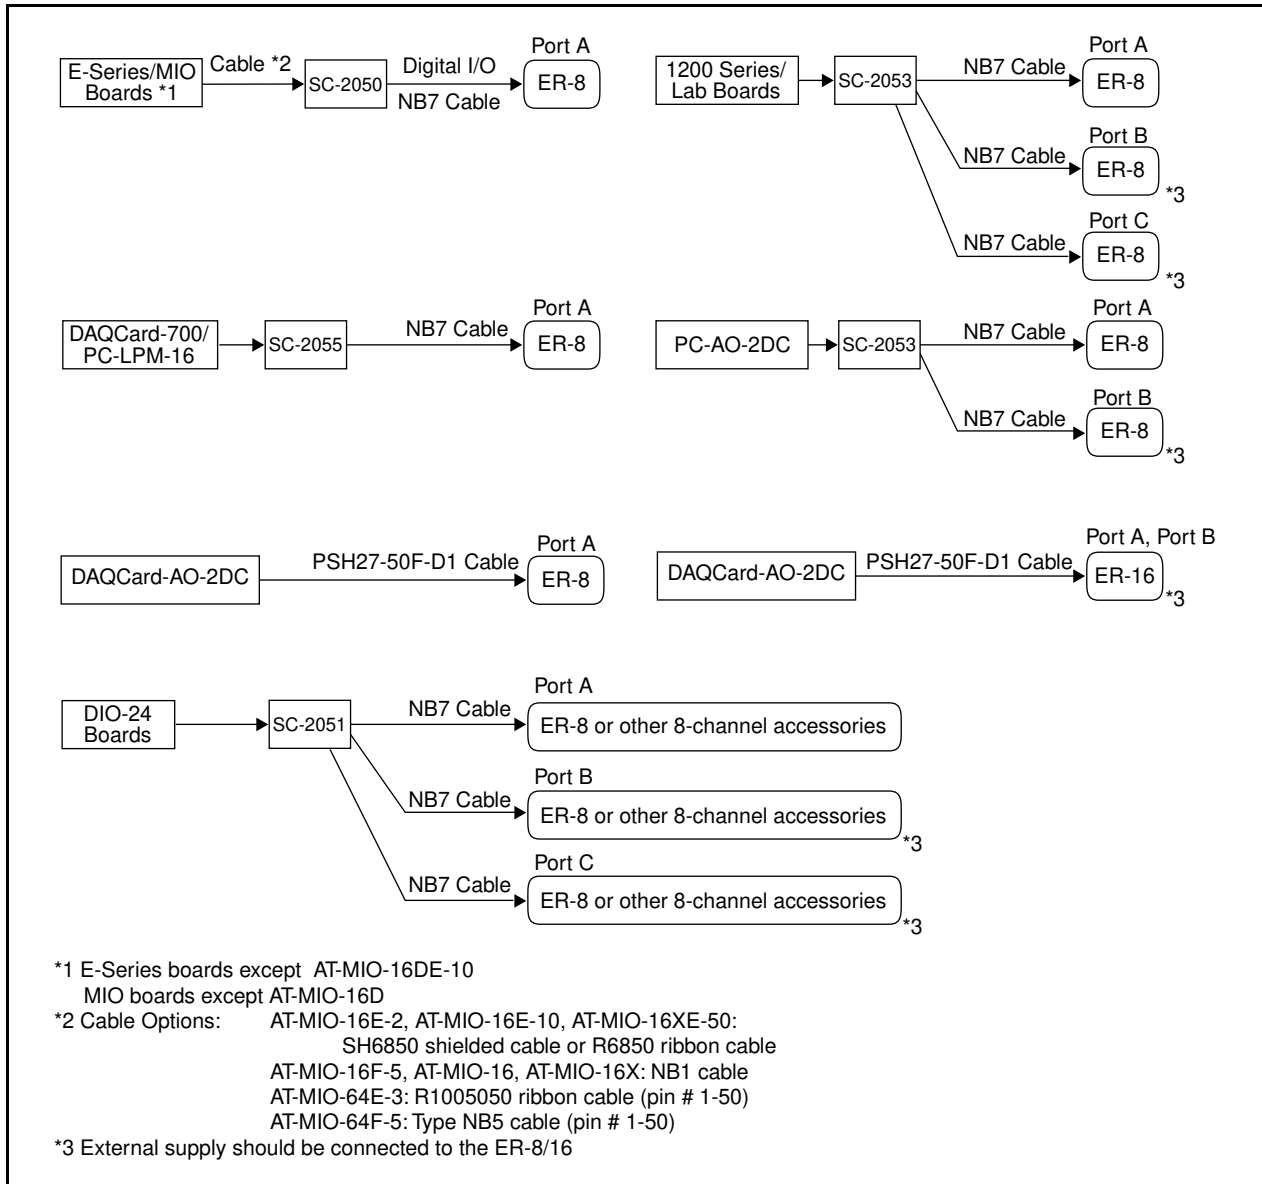 E-Series/MIO
Boards *1
Cable *2
SC-2050
Digital I/O
NB7 Cable
Port A
ER-8
1200 Series/
Lab Boards
SC-2053
NB7 Cable
Port A
ER-8
NB7 Cable
Port B
ER-8
*3
NB7 Cable
Port C
ER-8
*3
DAQCard-700/
PC-LPM-16
SC-2055
NB7 Cable
Port A
ER-8
PC-AO-2DC
SC-2053
NB7 Cable
Port A
ER-8
NB7 Cable
Port B
ER-8
*3
DAQCard-AO-2DC
PSH27-50F-D1 Cable
Port A
ER-8
DAQCard-AO-2DC
PSH27-50F-D1 Cable
Port A, Port B
ER-16
*3
DIO-24
Boards
SC-2051
NB7 Cable
Port A
ER-8 or other 8-channel accessories
NB7 Cable
Port B
ER-8 or other 8-channel accessories
*3
NB7 Cable
Port C
ER-8 or other 8-channel accessories
*3
*1 E-Series boards except AT-MIO-16DE-10
MIO boards except AT-MIO-16D
*2 Cable Options: AT-MIO-16E-2, AT-MIO-16E-10, AT-MIO-16XE-50:
SH6850 shielded cable or R6850 ribbon cable
AT-MIO-16F-5, AT-MIO-16, AT-MIO-16X: NB1 cable
AT-MIO-64E-3: R1005050 ribbon cable (pin # 1-50)
AT-MIO-64F-5: Type NB5 cable (pin # 1-50)
*3 External supply should be connected to the ER-8/16